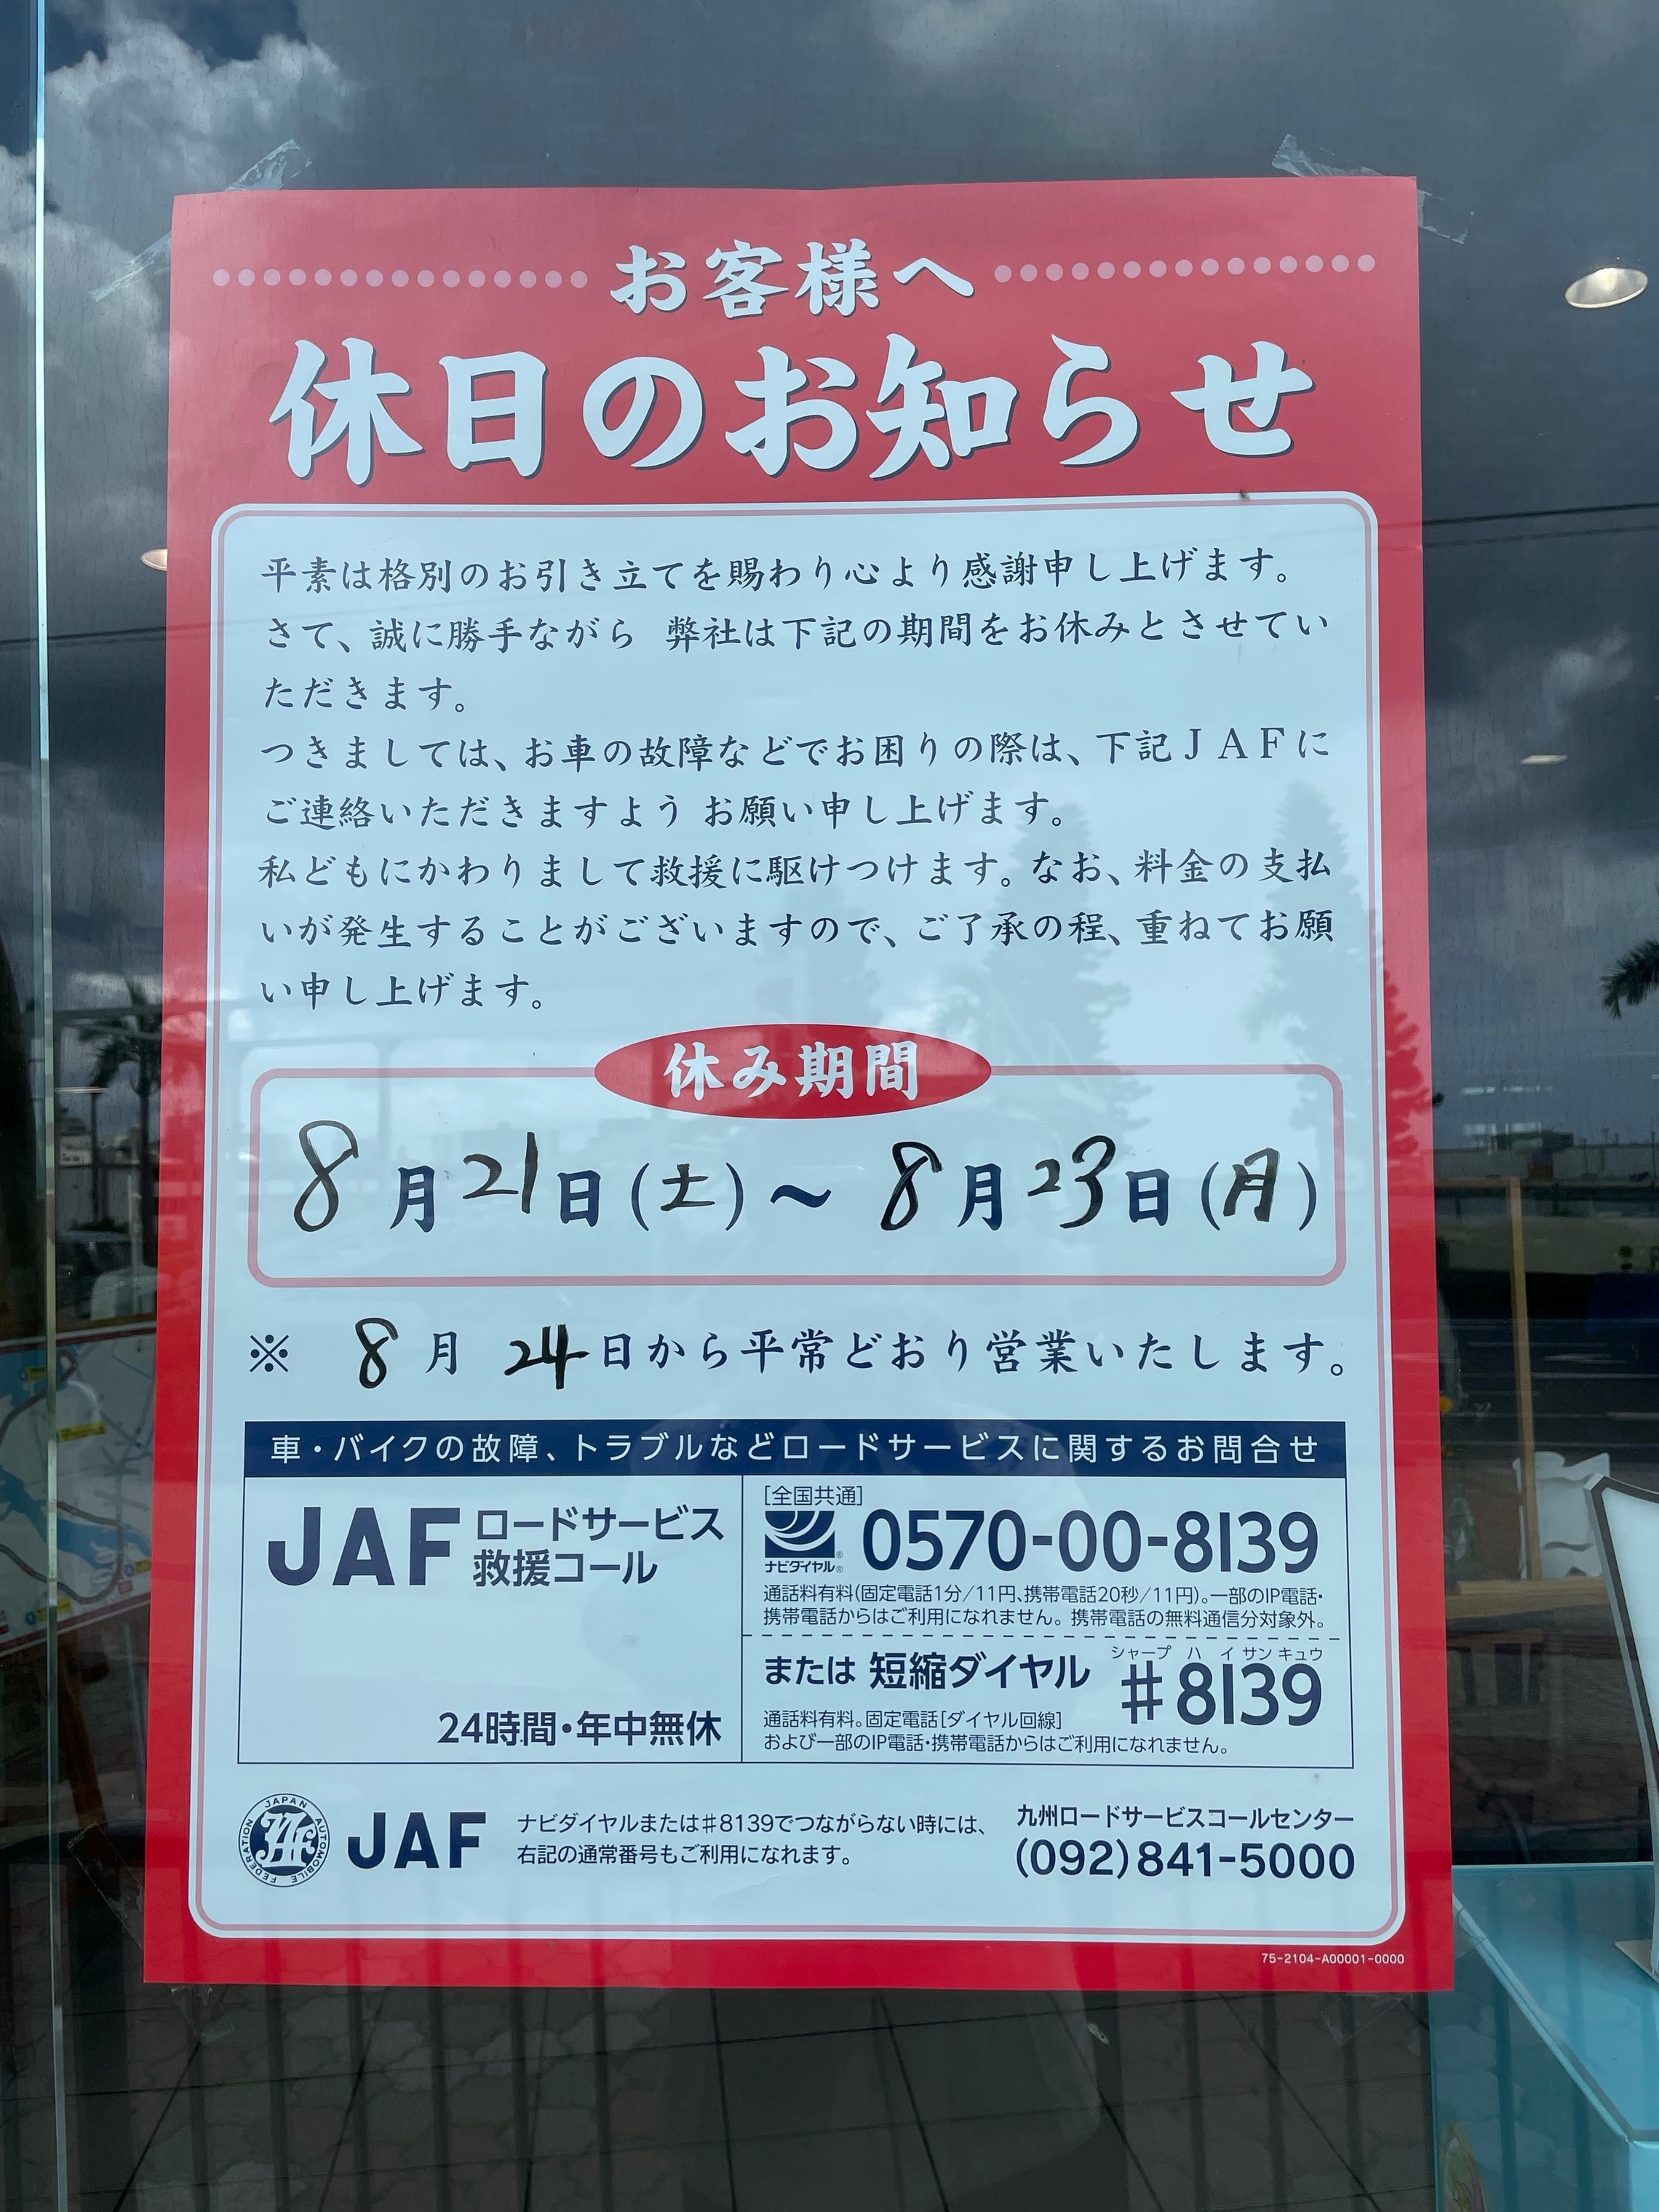 お客様へ
休日のお知らせ
平素は格別のお引き立てを賜わり心より感謝申し上げます。
さて、誠に勝手ながら 弊社は下記の期間をお休みとさせてい
ただきます。
つきましては、お車の故障などでお困りの際は、下記JAFに
ご連絡いただきますよう お願い申し上げます。
私どもにかわりまして救援に駆けつけます。なお、料金の支払
いが発生することがございますので、ご了承の程、重ねてお願
い申し上げます。
休み期間
8月21日(土)～8月23日(月)
※ 8月 24日から平常どおり営業いたします。
車・バイクの故障、トラブルなどロードサービスに関するお問合せ
JAF ロードサービス
救援コール
24時間・年中無休
[全国共通]
ナビダイヤル® 0570-00-8139
通話料有料(固定電話1分/11円、携帯電話20秒/11円)。一部のIP電話・
携帯電話からはご利用になれません。携帯電話の無料通信分対象外。
シャープ ハ イ サン キュウ
または 短縮ダイヤル ♯8139
通話料有料。固定電話[ダイヤル回線]
および一部のIP電話・携帯電話からはご利用になれません。
JAPAN AUTOMOBILE FEDERATION
JAF
JAF
ナビダイヤルまたは♯8139でつながらない時には、
右記の通常番号もご利用になれます。
九州ロードサービスコールセンター
(092)841-5000
75-2104-A00001-0000